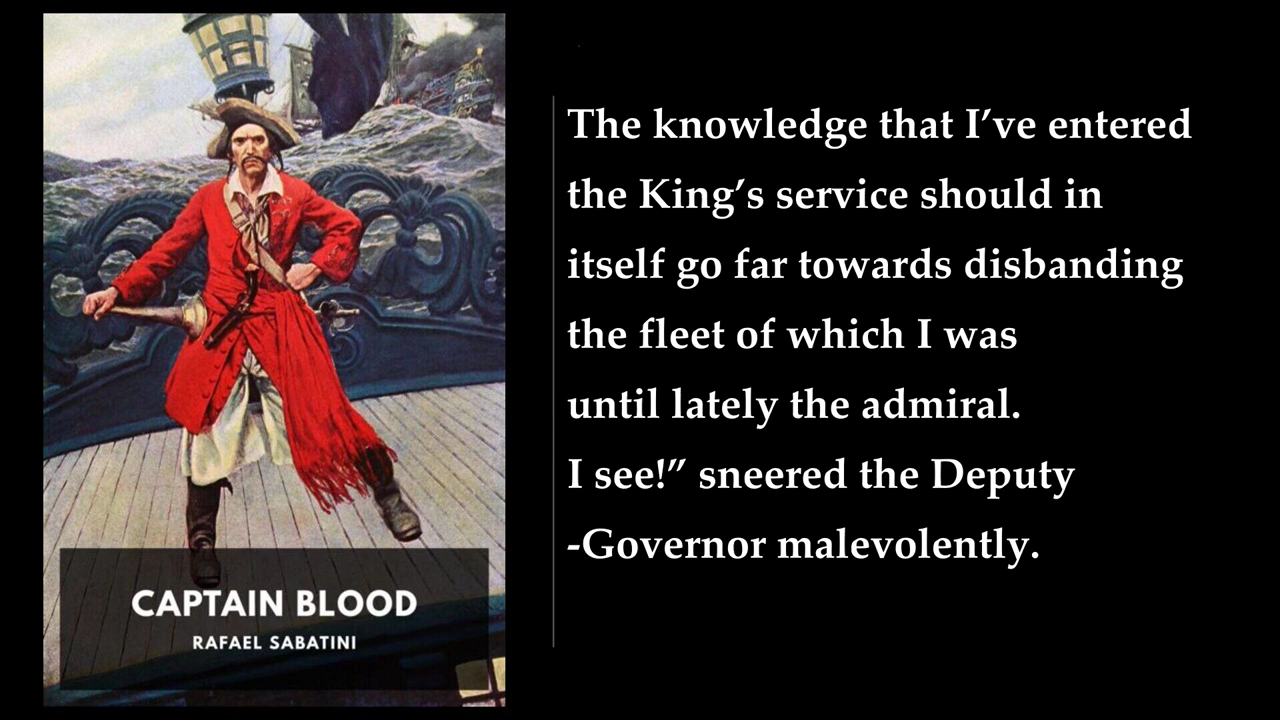 CAPTAIN BLOOD
RAFAEL SABATINI
The knowledge that I’ve entered
the King’s service should in
itself go far towards disbanding
the fleet of which I was
until lately the admiral.
I see!” sneered the Deputy
-Governor malevolently.